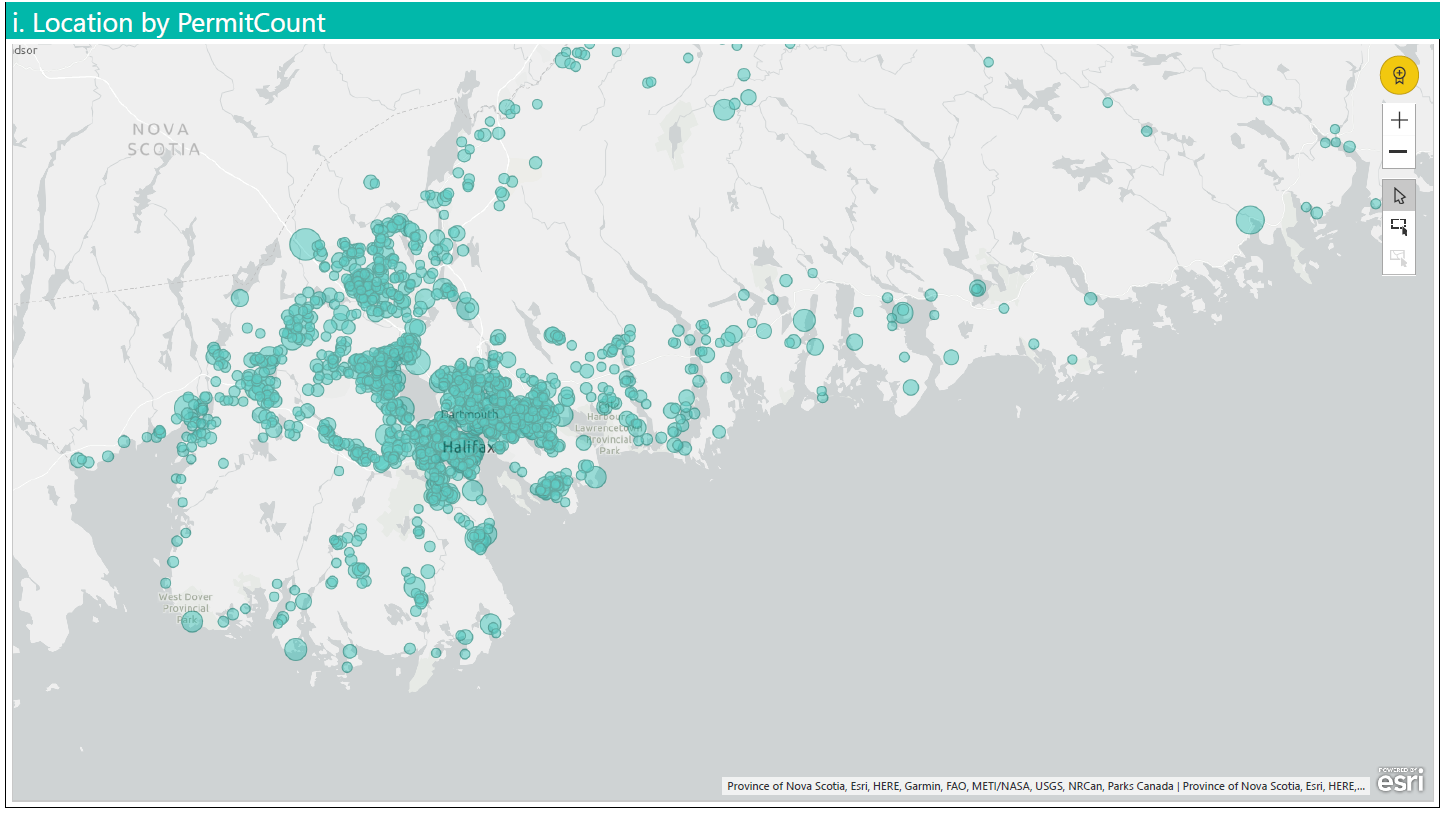 i. Location by PermitCount
dsor
NOVA
SCOTIA
Dartmouth
Halifax
Harbour
Lawrencetown
Provincial
Park
West Dover
Provincial
Park
Province of Nova Scotia, Esri, HERE, Garmin, FAO, METI/NASA, USGS, NRCan, Parks Canada | Province of Nova Scotia, Esri, HERE,...
POWERED BY
esri